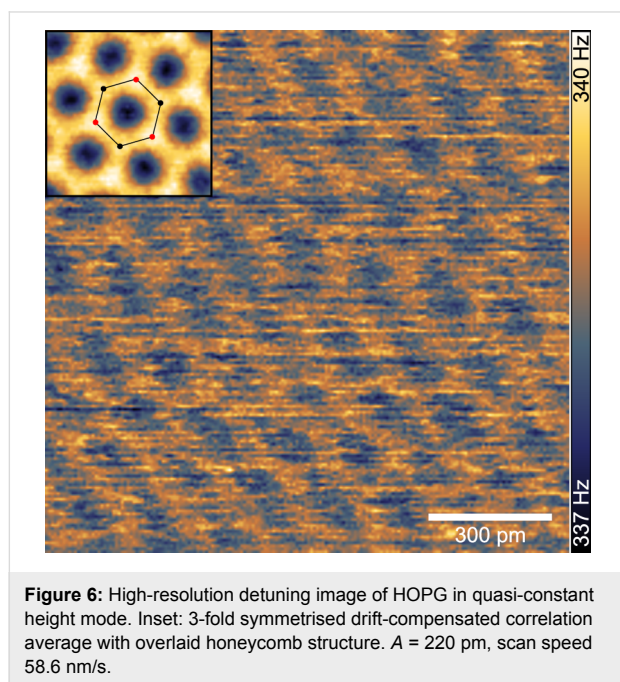 340 Hz
337 Hz
300 pm
Figure 6: High-resolution detuning image of HOPG in quasi-constant
height mode. Inset: 3-fold symmetrised drift-compensated correlation
average with overlaid honeycomb structure. A = 220 pm, scan speed
58.6 nm/s.